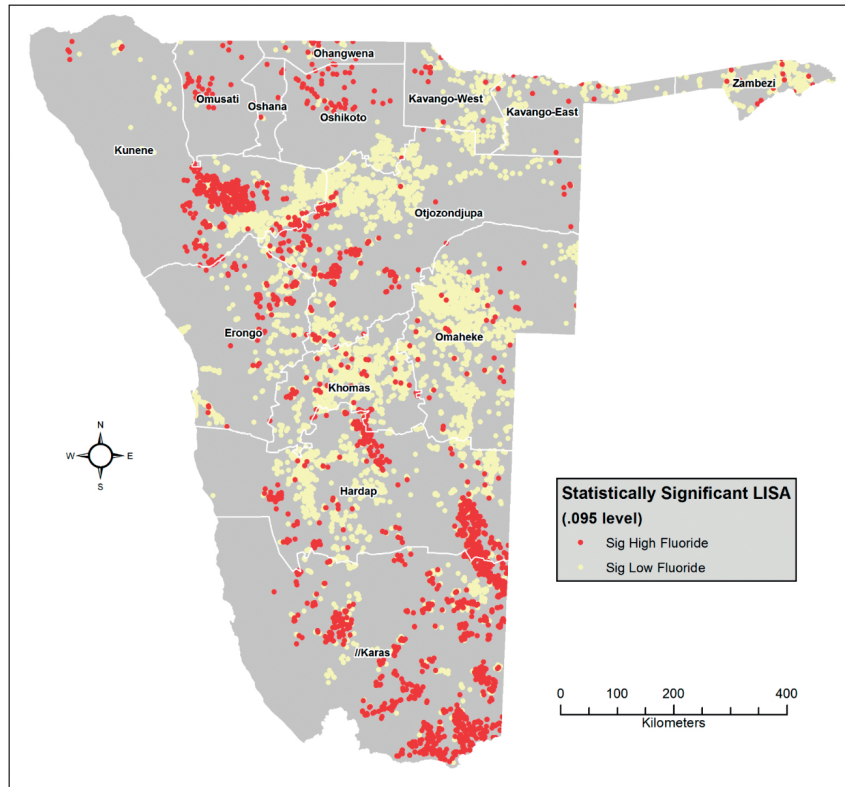 Ohangwena
Zambezi
Omusati
Oshana
Kavango-West
Kavango-East
Oshikoto
Kunene
Otjozondjupa
Erongo
Omaheke
Khomas
N
W
E
S
Hardap
Statistically Significant LISA
(.095 level)
Sig High Fluoride
Sig Low Fluoride
//Karas
0 100 200 400
Kilometers